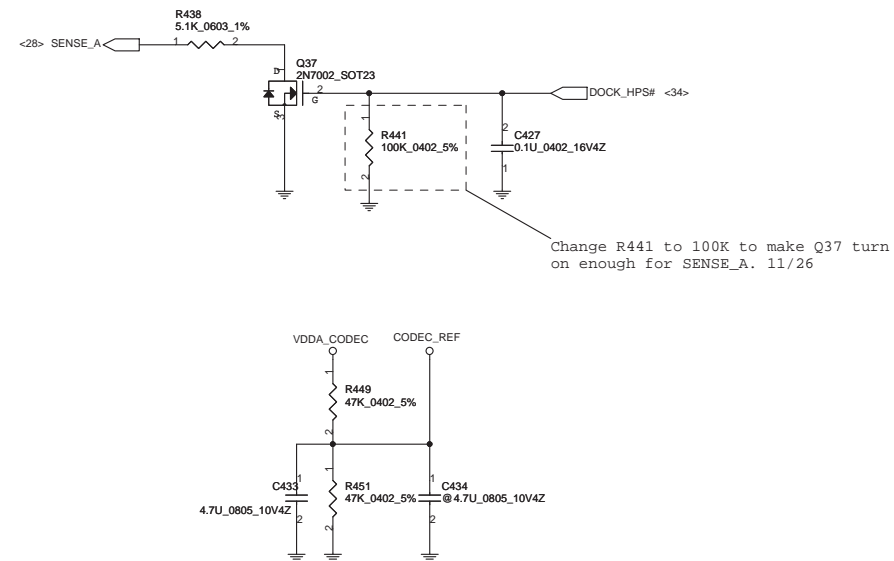 R438
5.1K_0603_1%
<28> SENSE_A
1 2
Q37
2N7002_SOT23
D
1
2
G
S
3
DOCK_HPS# <34>
1
R441
100K_0402_5%
2
2
C427
0.1U_0402_16V4Z
1
Change R441 to 100K to make Q37 turn
on enough for SENSE_A. 11/26
VDDA_CODEC CODEC_REF
1
R449
47K_0402_5%
2
1
C433
4.7U_0805_10V4Z
2
1
R451
47K_0402_5%
2
1
C434
@4.7U_0805_10V4Z
2